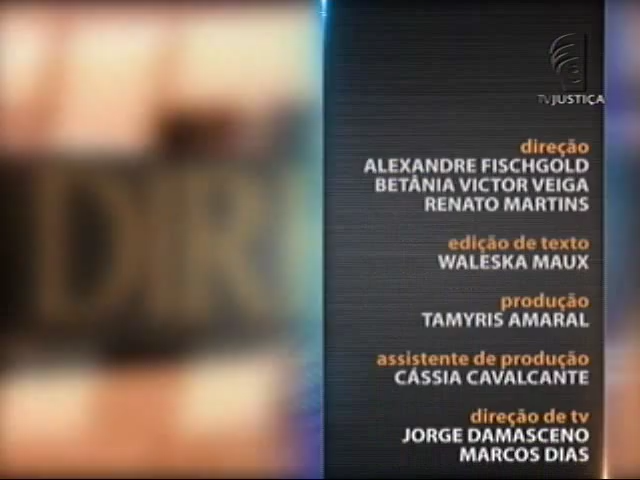 TV JUSTIÇA
direção
ALEXANDRE FISCHGOLD
BETÂNIA VICTOR VEIGA
RENATO MARTINS
edição de texto
WALESKA MAUX
produção
TAMYRIS AMARAL
assistente de produção
CÁSSIA CAVALCANTE
direção de tv
JORGE DAMASCENO
MARCOS DIAS
DIR